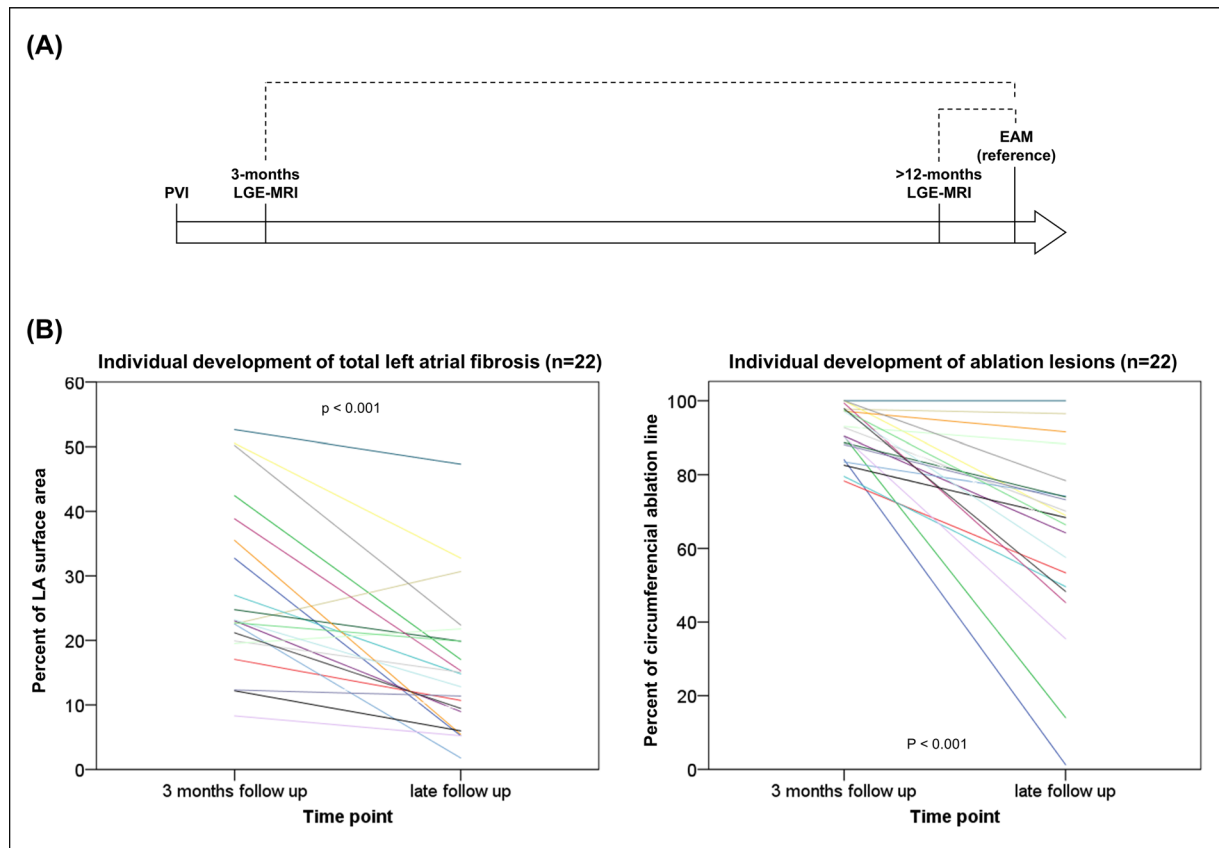 (A)
EAM
(reference)
3-months
LGE-MRI
>12-months
LGE-MRI
PVI
(B)
Individual development of total left atrial fibrosis (n=22)
60
50
40
30
20
10
0
Percent of LA surface area
p < 0.001
3 months follow up
late follow up
Time point
Individual development of ablation lesions (n=22)
100
80
60
40
20
0
Percent of circumferencial ablation line
P < 0.001
3 months follow up
late follow up
Time point